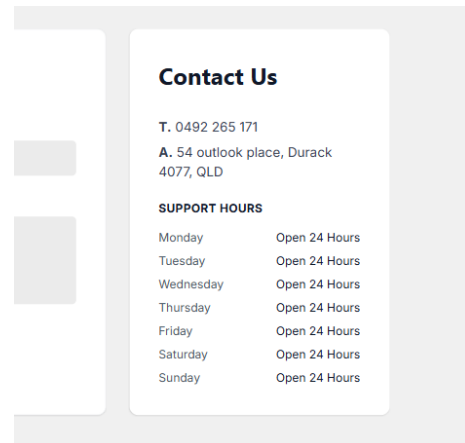 Contact Us
T. 0492 265 171
A. 54 outlook place, Durack
4077, QLD
SUPPORT HOURS
Monday Open 24 Hours
Tuesday Open 24 Hours
Wednesday Open 24 Hours
Thursday Open 24 Hours
Friday Open 24 Hours
Saturday Open 24 Hours
Sunday Open 24 Hours